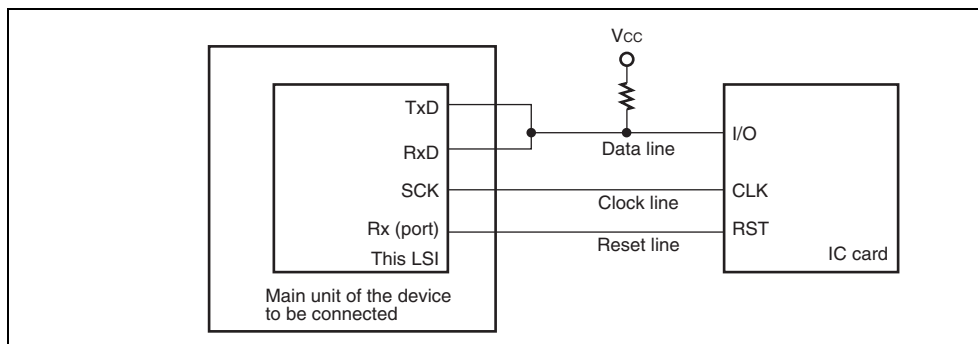 Vcc
TxD
RxD
SCK
Rx (port)
This LSI
Main unit of the device
to be connected
Data line
Clock line
Reset line
I/O
CLK
RST
IC card